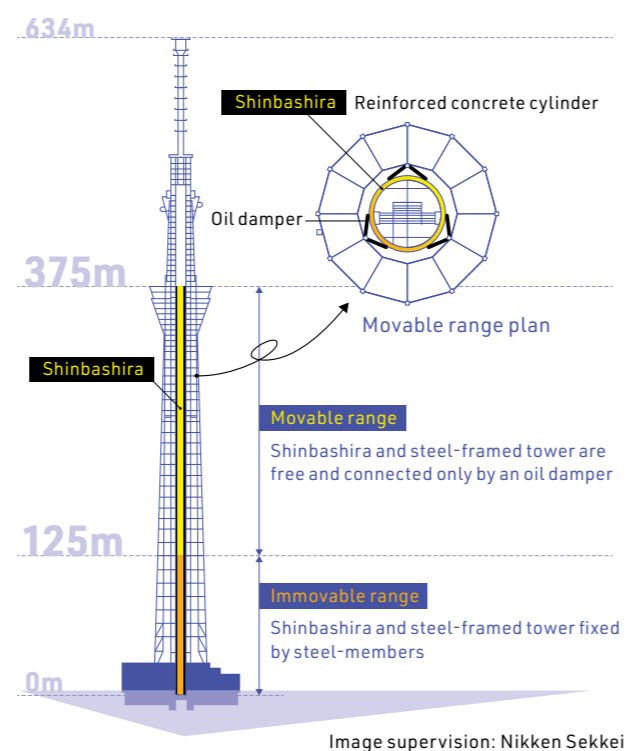 634m
Shinbashira Reinforced concrete cylinder
Oil damper
375m
Movable range plan
Shinbashira
Movable range
Shinbashira and steel-framed tower are
free and connected only by an oil damper
125m
Immovable range
Shinbashira and steel-framed tower fixed
by steel-members
0m
Image supervision: Nikken Sekkei